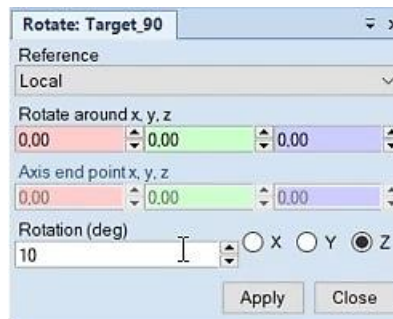 Rotate: Target_90
Reference
Local
Rotate around x, y, z
0,00 0,00 0,00
Axis end point x, y, z
0,00 0,00 0,00
Rotation (deg)
10 X Y Z
Apply Close